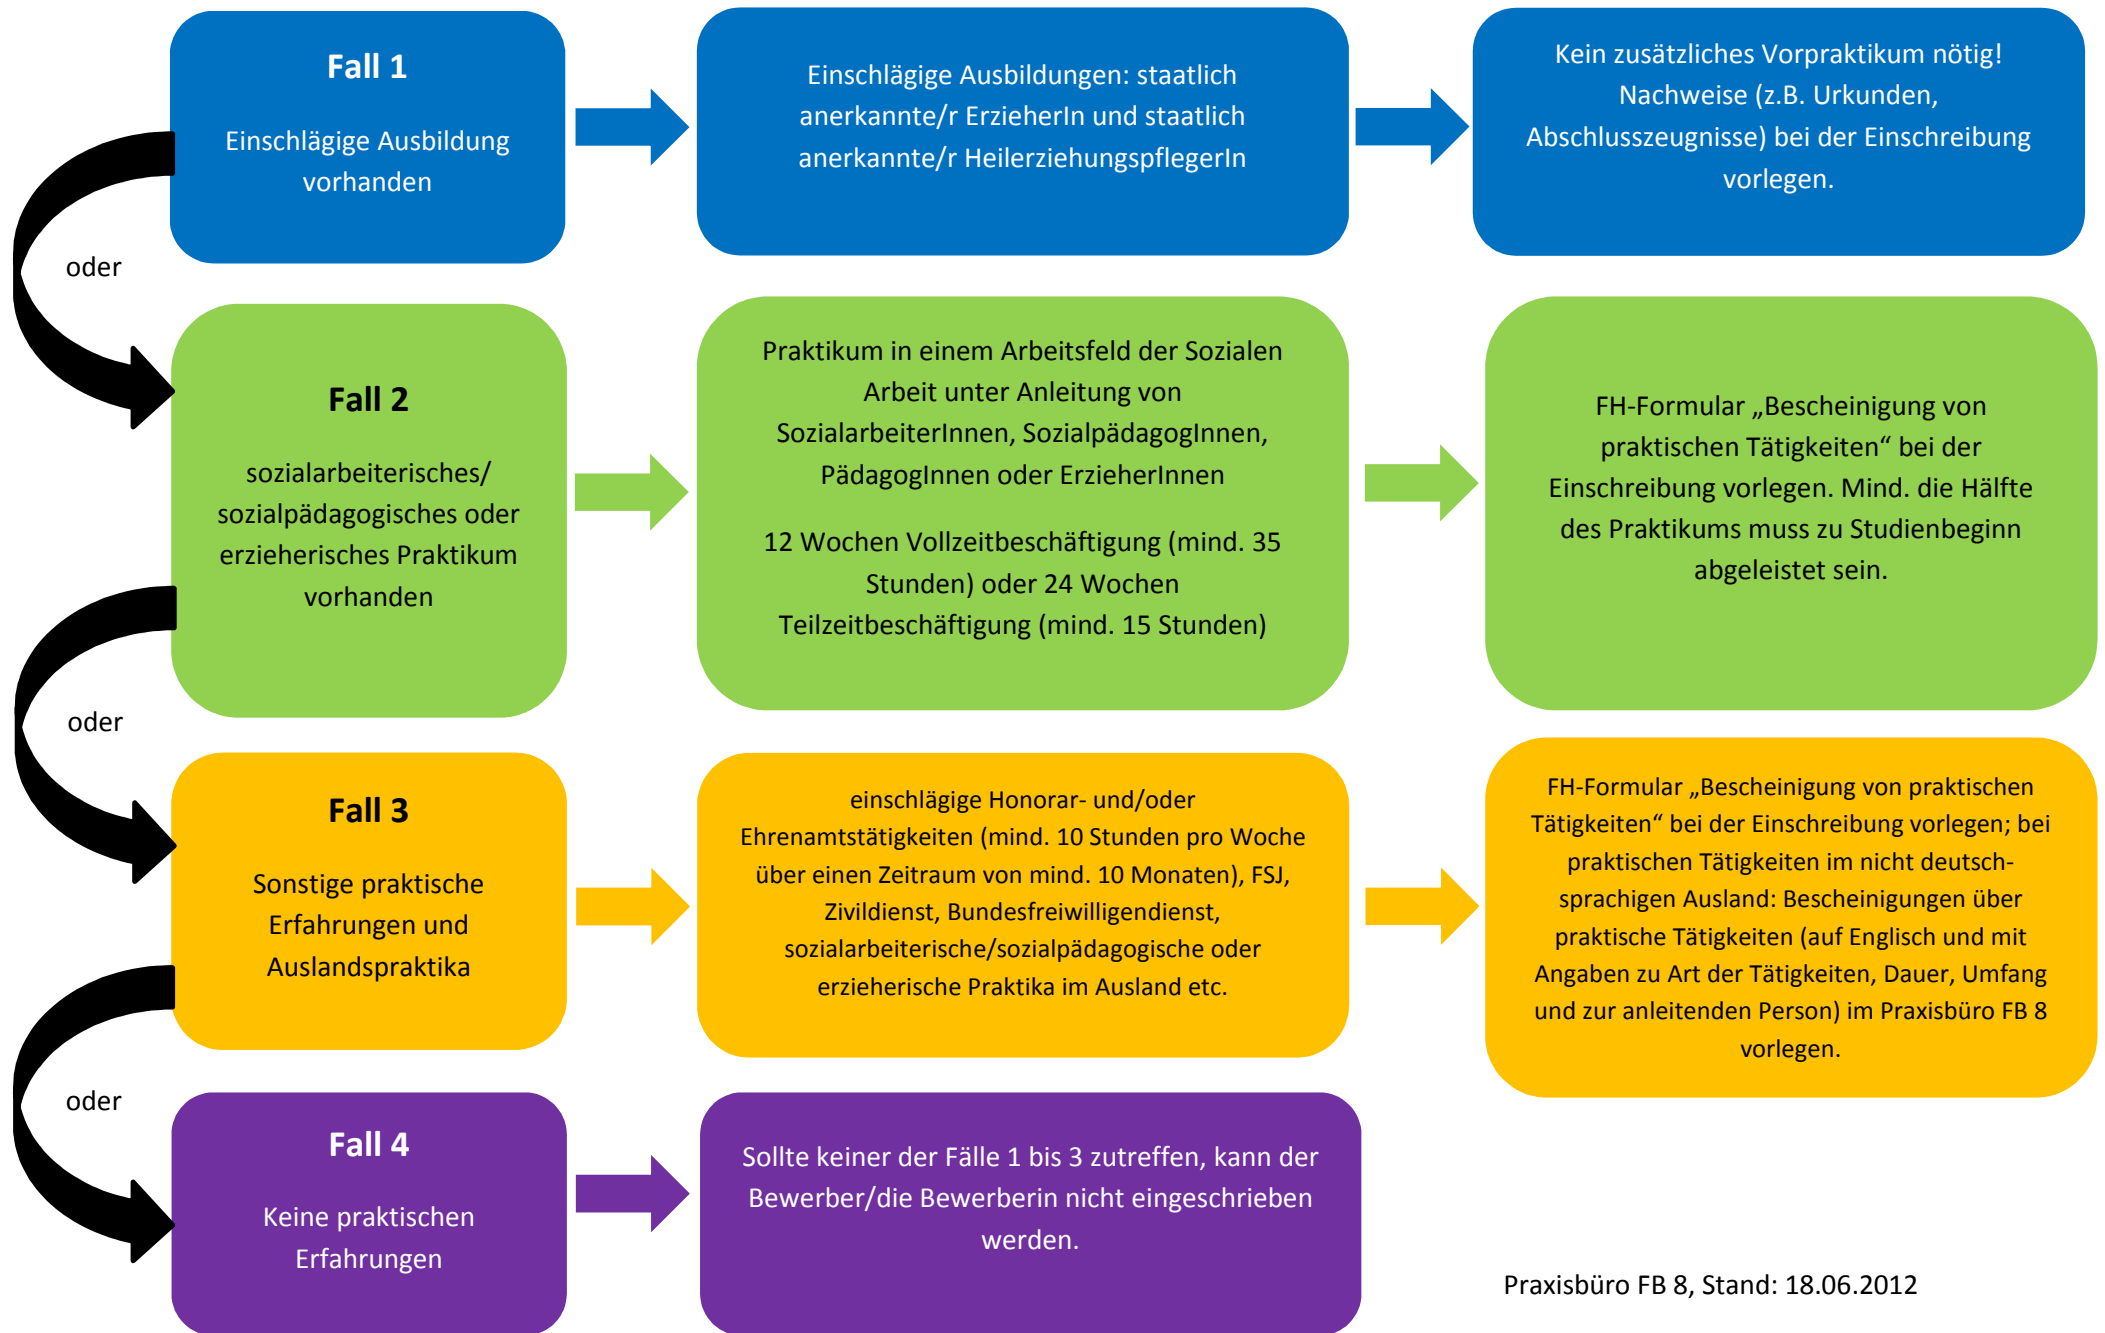 Fall 1
Einschlägige Ausbildung
vorhanden
Einschlägige Ausbildungen: staatlich
anerkannte/r ErzieherIn und staatlich
anerkannte/r HeilerziehungspflegerIn
Kein zusätzliches Vorpraktikum nötig!
Nachweise (z.B. Urkunden,
Abschlusszeugnisse) bei der Einschreibung
vorlegen.
oder
Fall 2
sozialarbeiterisches/
sozialpädagogisches oder
erzieherisches Praktikum
vorhanden
Praktikum in einem Arbeitsfeld der Sozialen
Arbeit unter Anleitung von
SozialarbeiterInnen, SozialpädagogInnen,
PädagogInnen oder ErzieherInnen
12 Wochen Vollzeitbeschäftigung (mind. 35
Stunden) oder 24 Wochen
Teilzeitbeschäftigung (mind. 15 Stunden)
FH-Formular „Bescheinigung von
praktischen Tätigkeiten“ bei der
Einschreibung vorlegen. Mind. die Hälfte
des Praktikums muss zu Studienbeginn
abgeleistet sein.
oder
Fall 3
Sonstige praktische
Erfahrungen und
Auslandspraktika
einschlägige Honorar- und/oder
Ehrenamtstätigkeiten (mind. 10 Stunden pro Woche
über einen Zeitraum von mind. 10 Monaten), FSJ,
Zivildienst, Bundesfreiwilligendienst,
sozialarbeiterische/sozialpädagogische oder
erzieherische Praktika im Ausland etc.
FH-Formular „Bescheinigung von praktischen
Tätigkeiten“ bei der Einschreibung vorlegen; bei
praktischen Tätigkeiten im nicht deutsch-
sprachigen Ausland: Bescheinigungen über
praktische Tätigkeiten (auf Englisch und mit
Angaben zu Art der Tätigkeiten, Dauer, Umfang
und zur anleitenden Person) im Praxisbüro FB 8
vorlegen.
oder
Fall 4
Keine praktischen
Erfahrungen
Sollte keiner der Fälle 1 bis 3 zutreffen, kann der
Bewerber/die Bewerberin nicht eingeschrieben
werden.
Praxisbüro FB 8, Stand: 18.06.2012